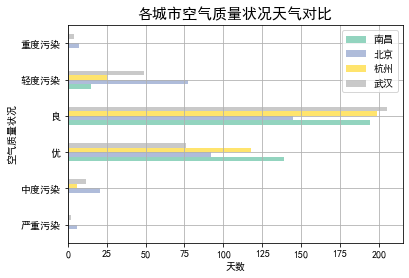 各城市空气质量状况天气对比
南昌
北京
杭州
武汉
空气质量状况
重度污染
轻度污染
良
优
中度污染
严重污染
0 25 50 75 100 125 150 175 200
天数